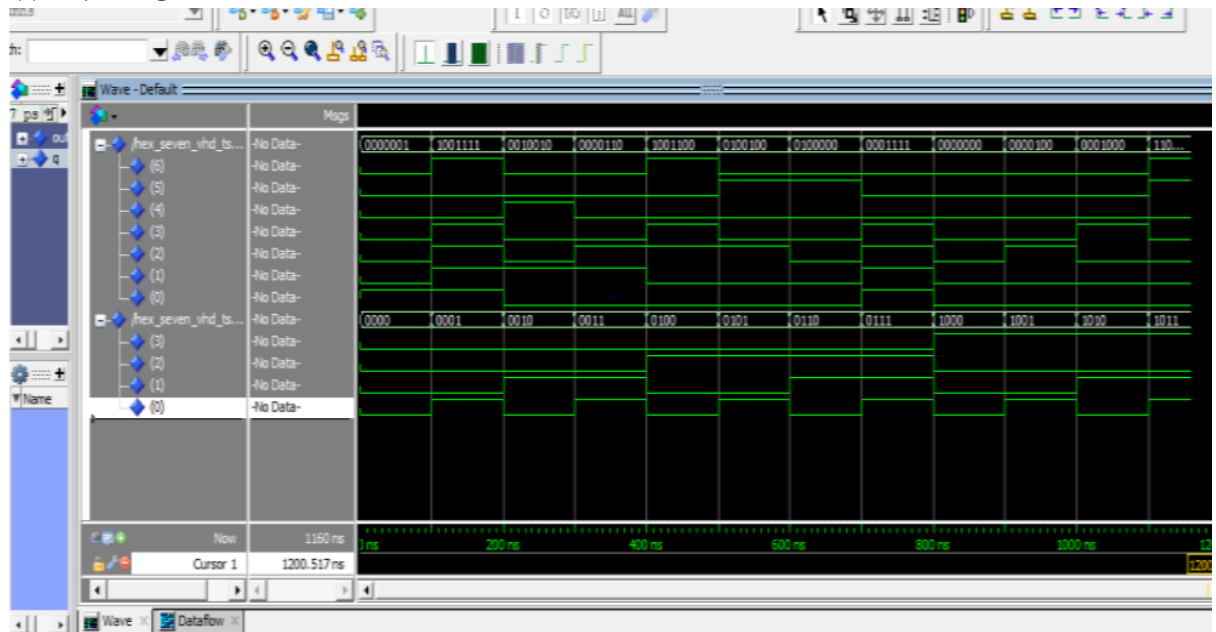 Wave - Default
7 ps
Msgs
/hex_seven_vhd_ts... -No Data- 0000001 1001111 0010010 0000110 1001100 0100100 0100000 0001111 0000000 0000100 0001000 110...
(6) -No Data-
(5) -No Data-
(4) -No Data-
(3) -No Data-
(2) -No Data-
(1) -No Data-
(0) -No Data-
/hex_seven_vhd_ts... -No Data- 0000 0001 0010 0011 0100 0101 0110 0111 1000 1001 1010 1011
(3) -No Data-
(2) -No Data-
(1) -No Data-
(0) -No Data-
q
Name
Now 1160 ns
200 ns 400 ns 600 ns 800 ns 1000 ns
Cursor 1 1200.517 ns
Wave Dataflow